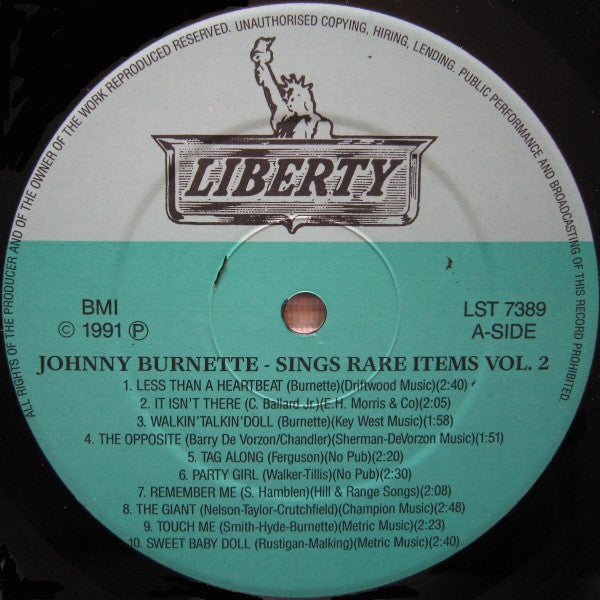 ALL RIGHTS OF THE PRODUCER AND OF THE OWNER OF THE WORK REPRODUCED RESERVED. UNAUTHORISED COPYING, HIRING, LENDING. PUBLIC PERFORMANCE AND BROADCASTING OF THIS RECORD PROHIBITED.
LIBERTY
BMI
© 1991 ℗
LST 7389
A-SIDE
JOHNNY BURNETTE - SINGS RARE ITEMS VOL. 2
1. LESS THAN A HEARTBEAT (Burnette)(Driftwood Music)(2:40)
2. IT ISN'T THERE (C. Ballard Jr.)(E.H. Morris & Co)(2:05)
3. WALKIN'TALKIN'DOLL (Burnette)(Key West Music)(1:58)
4. THE OPPOSITE (Barry De Vorzon/Chandler)(Sherman-DeVorzon Music)(1:51)
5. TAG ALONG (Ferguson)(No Pub)(2:20)
6. PARTY GIRL (Walker-Tillis)(No Pub)(2:30)
7. REMEMBER ME (S. Hamblen)(Hill & Range Songs)(2:08)
8. THE GIANT (Nelson-Taylor-Crutchfield)(Champion Music)(2:48)
9. TOUCH ME (Smith-Hyde-Burnette)(Metric Music)(2:23)
10. SWEET BABY DOLL (Rustigan-Malking)(Metric Music)(2:40)